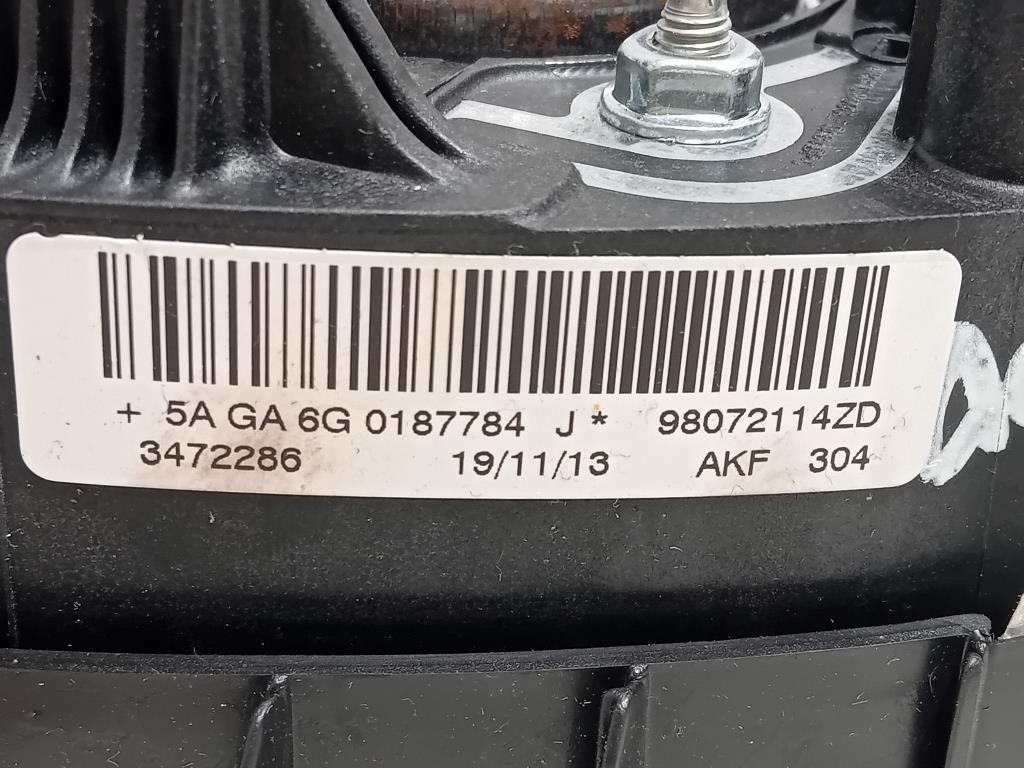 + 5A GA 6G 0187784 J * 98072114ZD
3472286 19/11/13 AKF 304